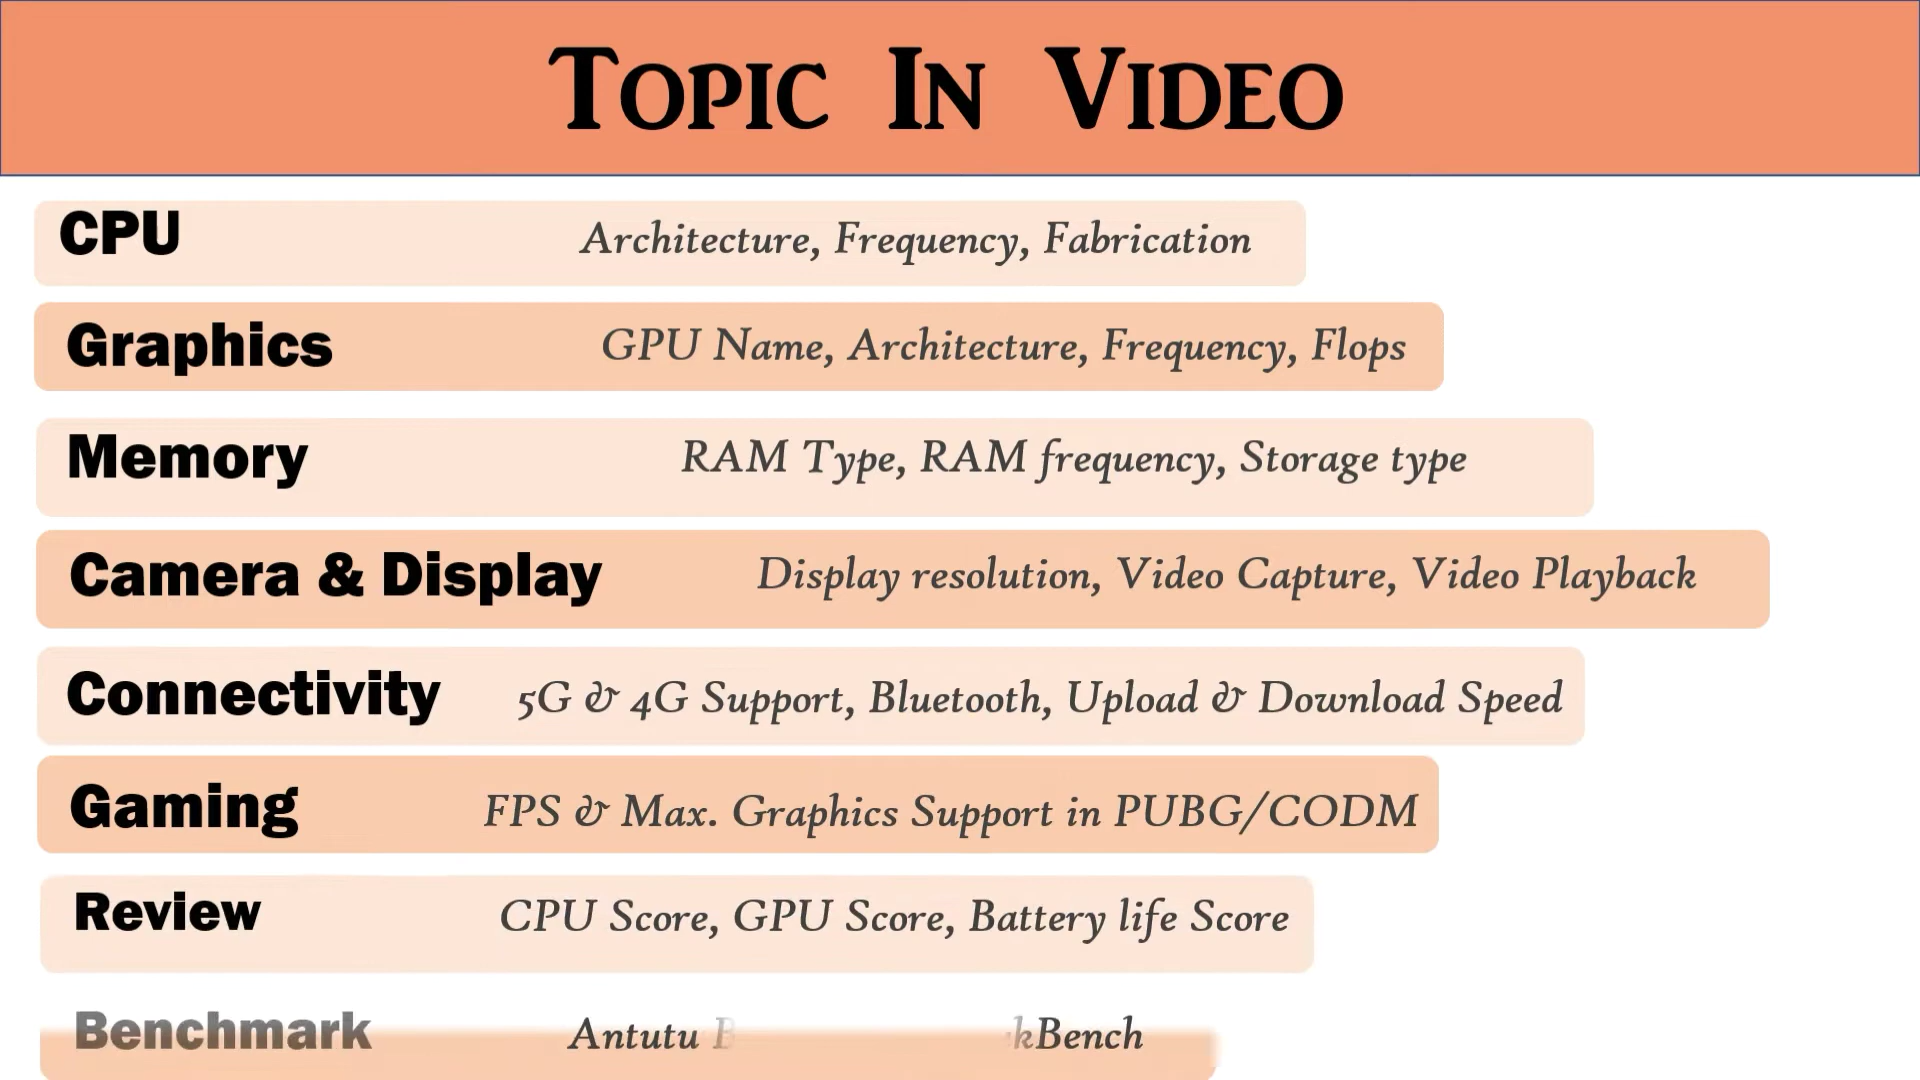 Topic In Video
CPU Architecture, Frequency, Fabrication
Graphics GPU Name, Architecture, Frequency, Flops
Memory RAM Type, RAM frequency, Storage type
Camera & Display Display resolution, Video Capture, Video Playback
Connectivity 5G & 4G Support, Bluetooth, Upload & Download Speed
Gaming FPS & Max. Graphics Support in PUBG/CODM
Review CPU Score, GPU Score, Battery life Score
Benchmark Antutu